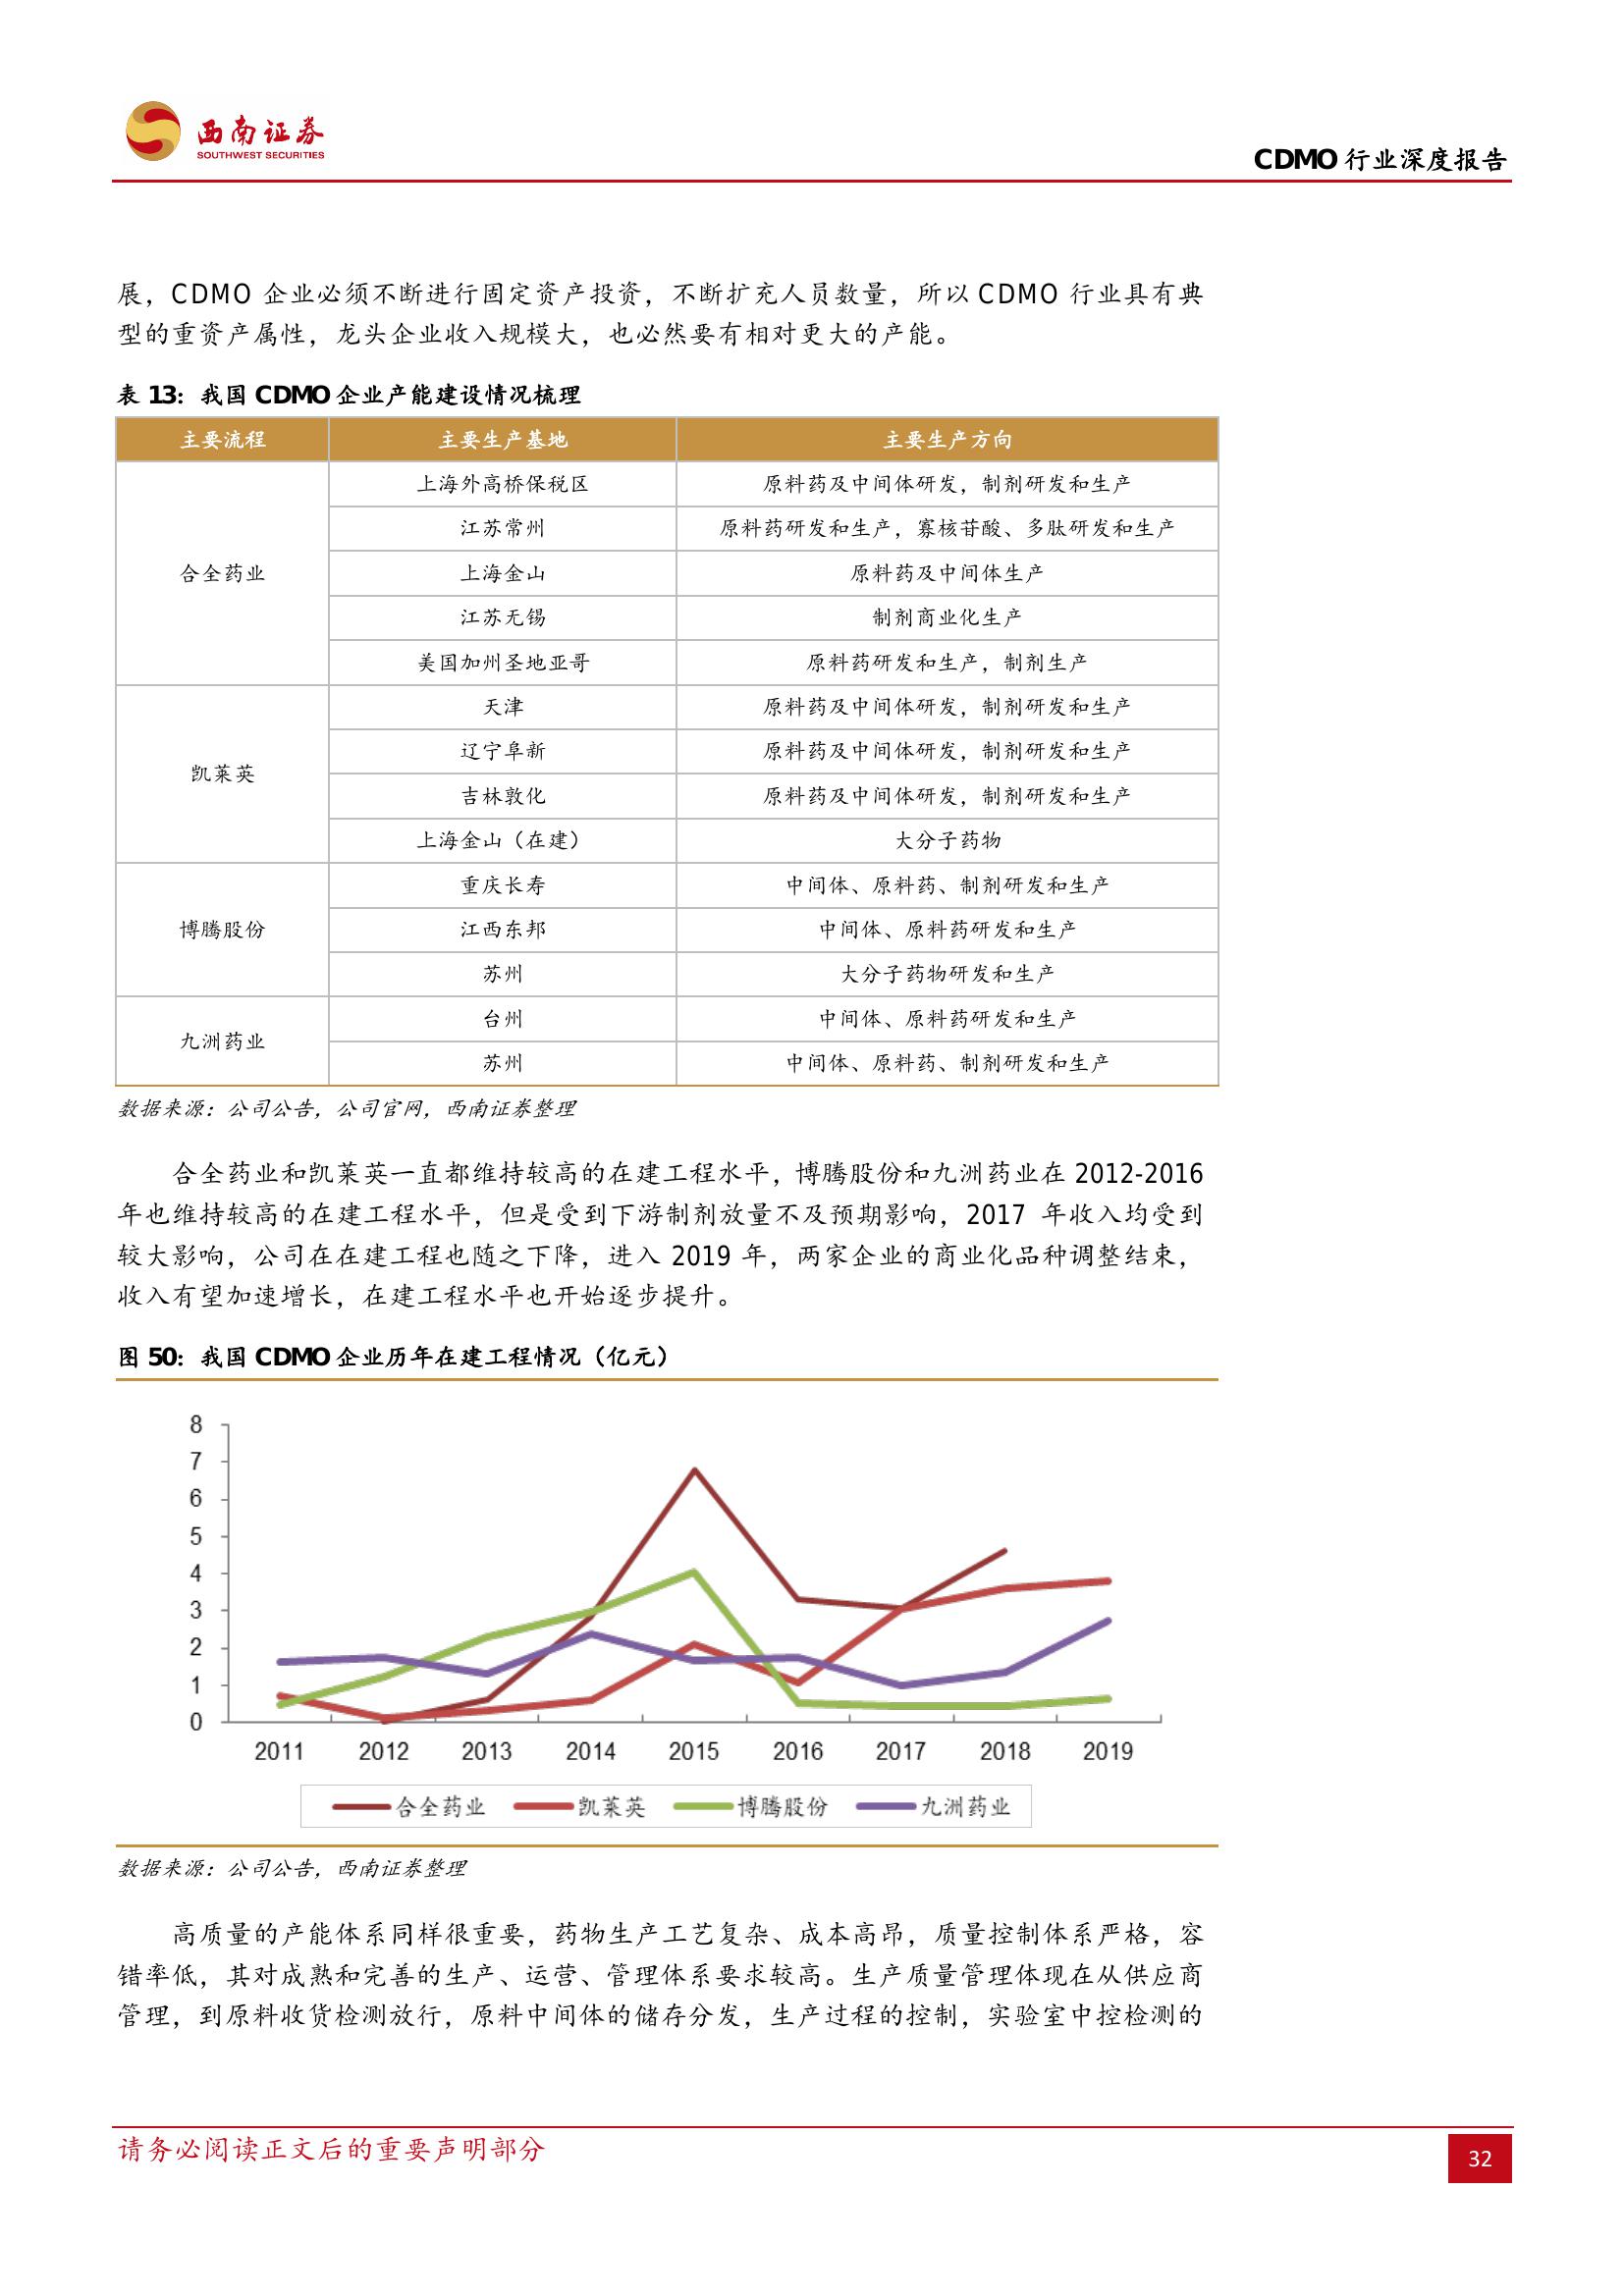 西南证券
SOUTHWEST SECURITIES
CDMO 行业深度报告
展，CDMO 企业必须不断进行固定资产投资，不断扩充人员数量，所以 CDMO 行业具有典
型的重资产属性，龙头企业收入规模大，也必然要有相对更大的产能。
表 13：我国 CDMO 企业产能建设情况梳理
主要流程 主要生产基地 主要生产方向
合全药业
上海外高桥保税区 原料药及中间体研发，制剂研发和生产
江苏常州 原料药研发和生产，寡核苷酸、多肽研发和生产
上海金山 原料药及中间体生产
江苏无锡 制剂商业化生产
美国加州圣地亚哥 原料药研发和生产，制剂生产
凯莱英
天津 原料药及中间体研发，制剂研发和生产
辽宁阜新 原料药及中间体研发，制剂研发和生产
吉林敦化 原料药及中间体研发，制剂研发和生产
上海金山（在建） 大分子药物
博腾股份
重庆长寿 中间体、原料药、制剂研发和生产
江西东邦 中间体、原料药研发和生产
苏州 大分子药物研发和生产
九洲药业
台州 中间体、原料药研发和生产
苏州 中间体、原料药、制剂研发和生产
数据来源：公司公告，公司官网，西南证券整理
合全药业和凯莱英一直都维持较高的在建工程水平，博腾股份和九洲药业在 2012-2016
年也维持较高的在建工程水平，但是受到下游制剂放量不及预期影响，2017 年收入均受到
较大影响，公司在在建工程也随之下降，进入 2019 年，两家企业的商业化品种调整结束，
收入有望加速增长，在建工程水平也开始逐步提升。
图 50：我国 CDMO 企业历年在建工程情况（亿元）
8
7
6
5
4
3
2
1
0
2011 2012 2013 2014 2015 2016 2017 2018 2019
合全药业 凯莱英 博腾股份 九洲药业
数据来源：公司公告，西南证券整理
高质量的产能体系同样很重要，药物生产工艺复杂、成本高昂，质量控制体系严格，容
错率低，其对成熟和完善的生产、运营、管理体系要求较高。生产质量管理体现在从供应商
管理，到原料收货检测放行，原料中间体的储存分发，生产过程的控制，实验室中控检测的
请务必阅读正文后的重要声明部分
32